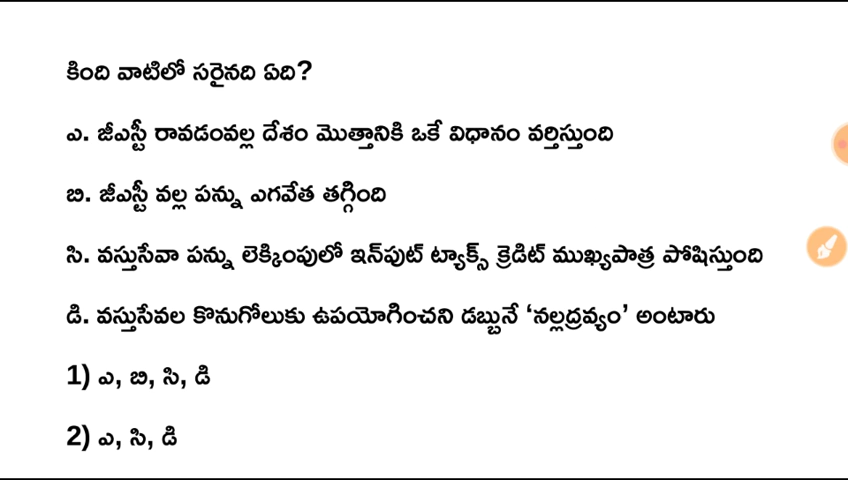 కింది వాటిలో సరైనది ఏది?
ఎ. జీఎస్టీ రావడంవల్ల దేశం మొత్తానికి ఒకే విధానం వర్తిస్తుంది
బి. జీఎస్టీ వల్ల పన్ను ఎగవేత తగ్గింది
సి. వస్తుసేవా పన్ను లెక్కింపులో ఇన్‌పుట్ ట్యాక్స్ క్రెడిట్ ముఖ్యపాత్ర పోషిస్తుంది
డి. వస్తుసేవల కొనుగోలుకు ఉపయోగించని డబ్బునే ‘నల్లద్రవ్యం’ అంటారు
1) ఎ, బి, సి, డి
2) ఎ, సి, డి